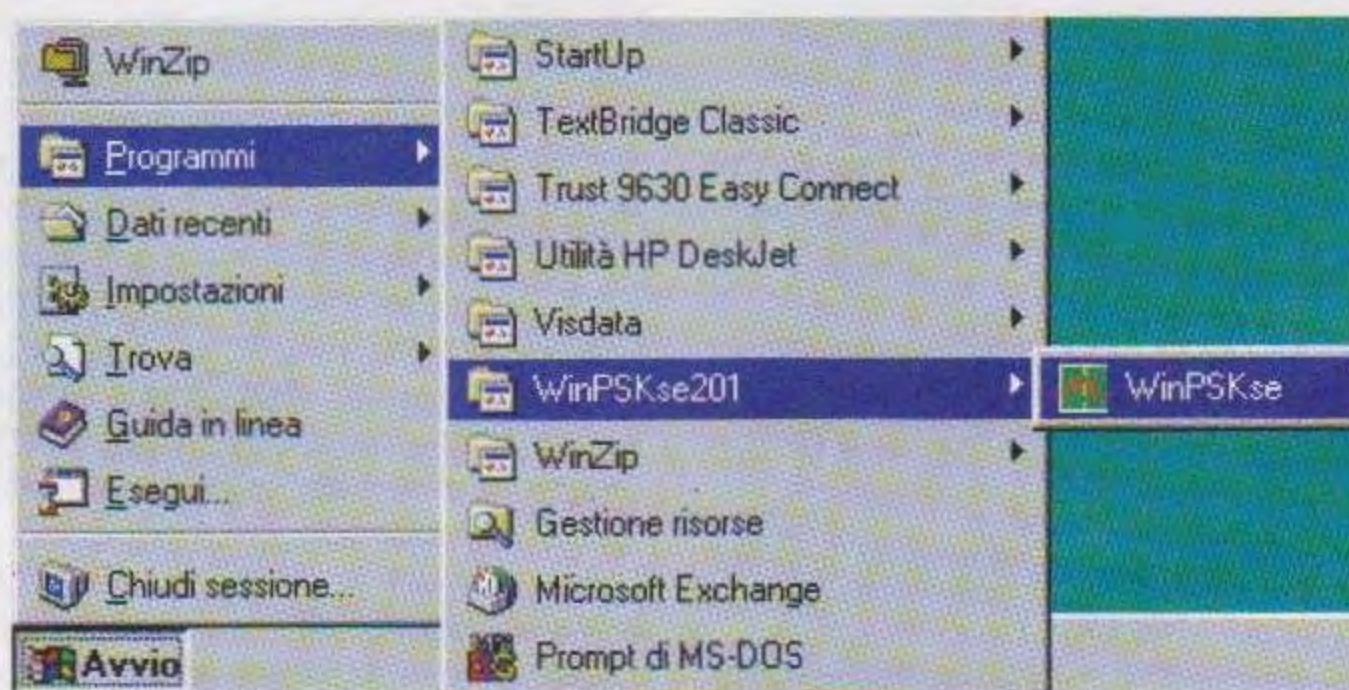 WinZip
Programmi
Dati recenti
Impostazioni
Trova
Guida in linea
Esegui...
Chiudi sessione...
Avvio
StartUp
TextBridge Classic
Trust 9630 Easy Connect
Utilità HP DeskJet
Visdata
WinPSKse201
WinZip
Gestione risorse
Microsoft Exchange
Prompt di MS-DOS
WinPSKse